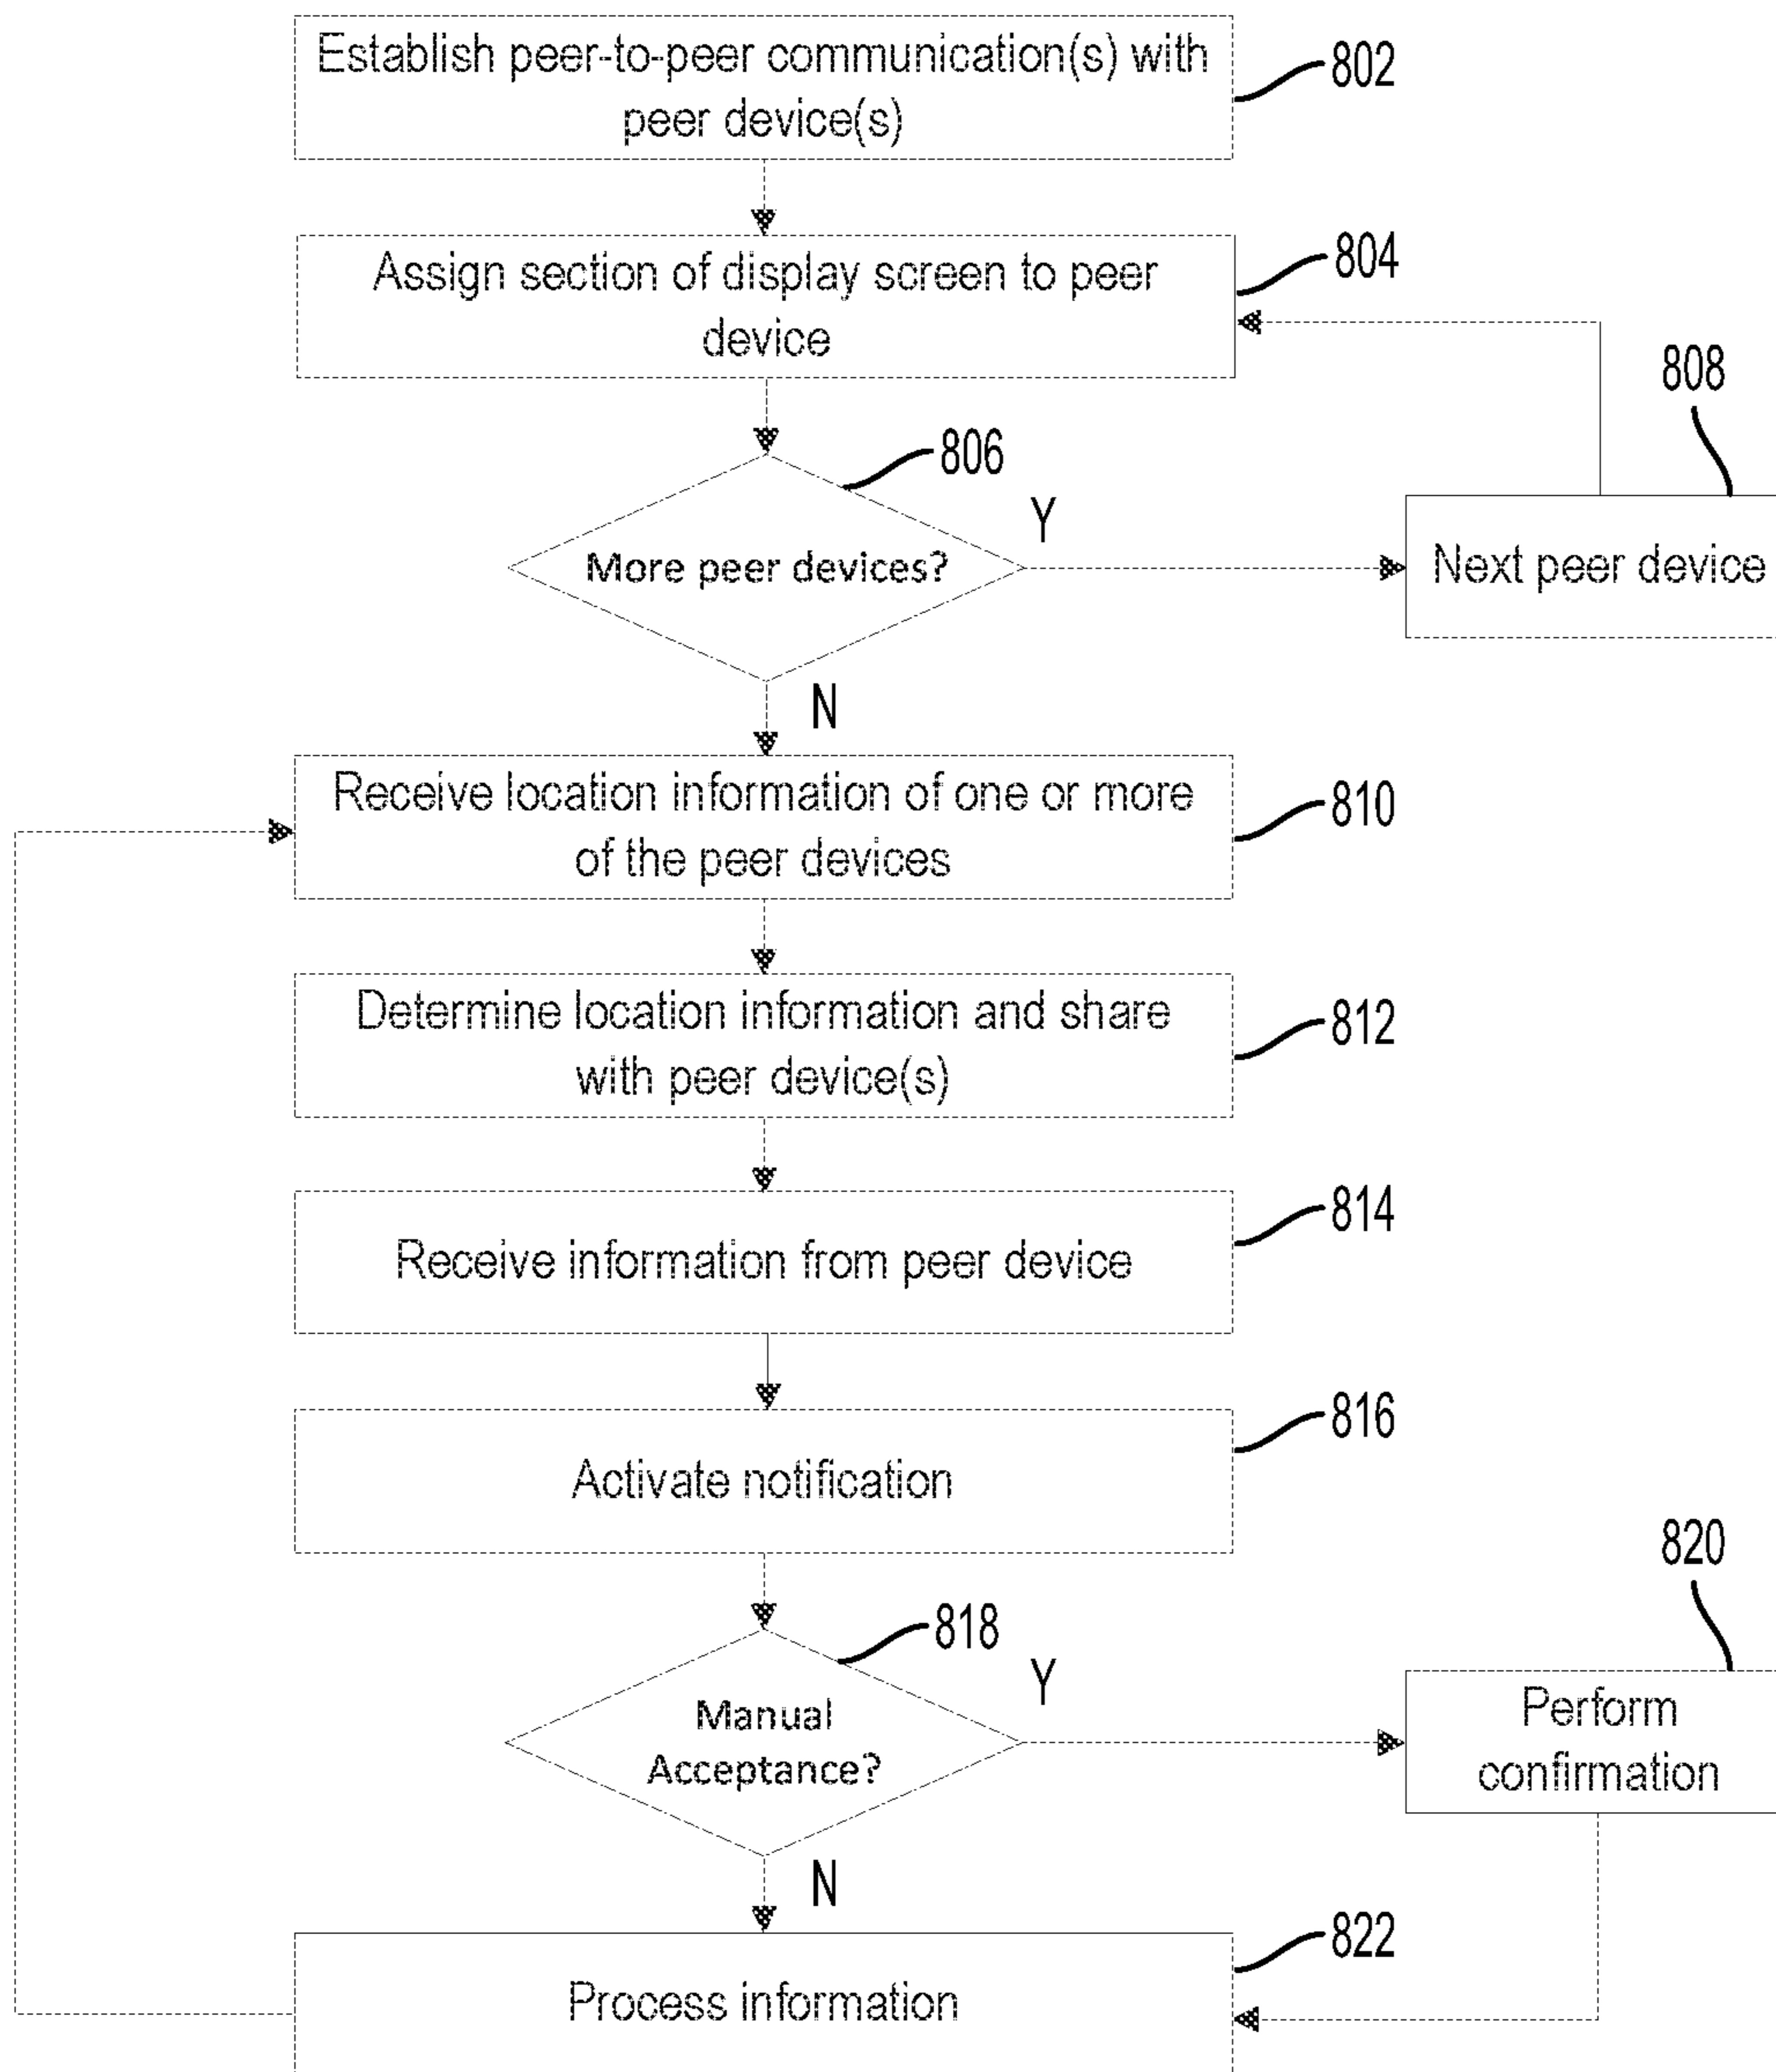 Establish peer-to-peer communication(s) with
peer device(s)
802
Assign section of display screen to peer
device
804
808
806
More peer devices?
Y
Next peer device
N
Receive location information of one or more
of the peer devices
810
Determine location information and share
with peer device(s)
812
Receive information from peer device
814
Activate notification
816
820
818
Manual
Acceptance?
Y
Perform
confirmation
N
Process information
822